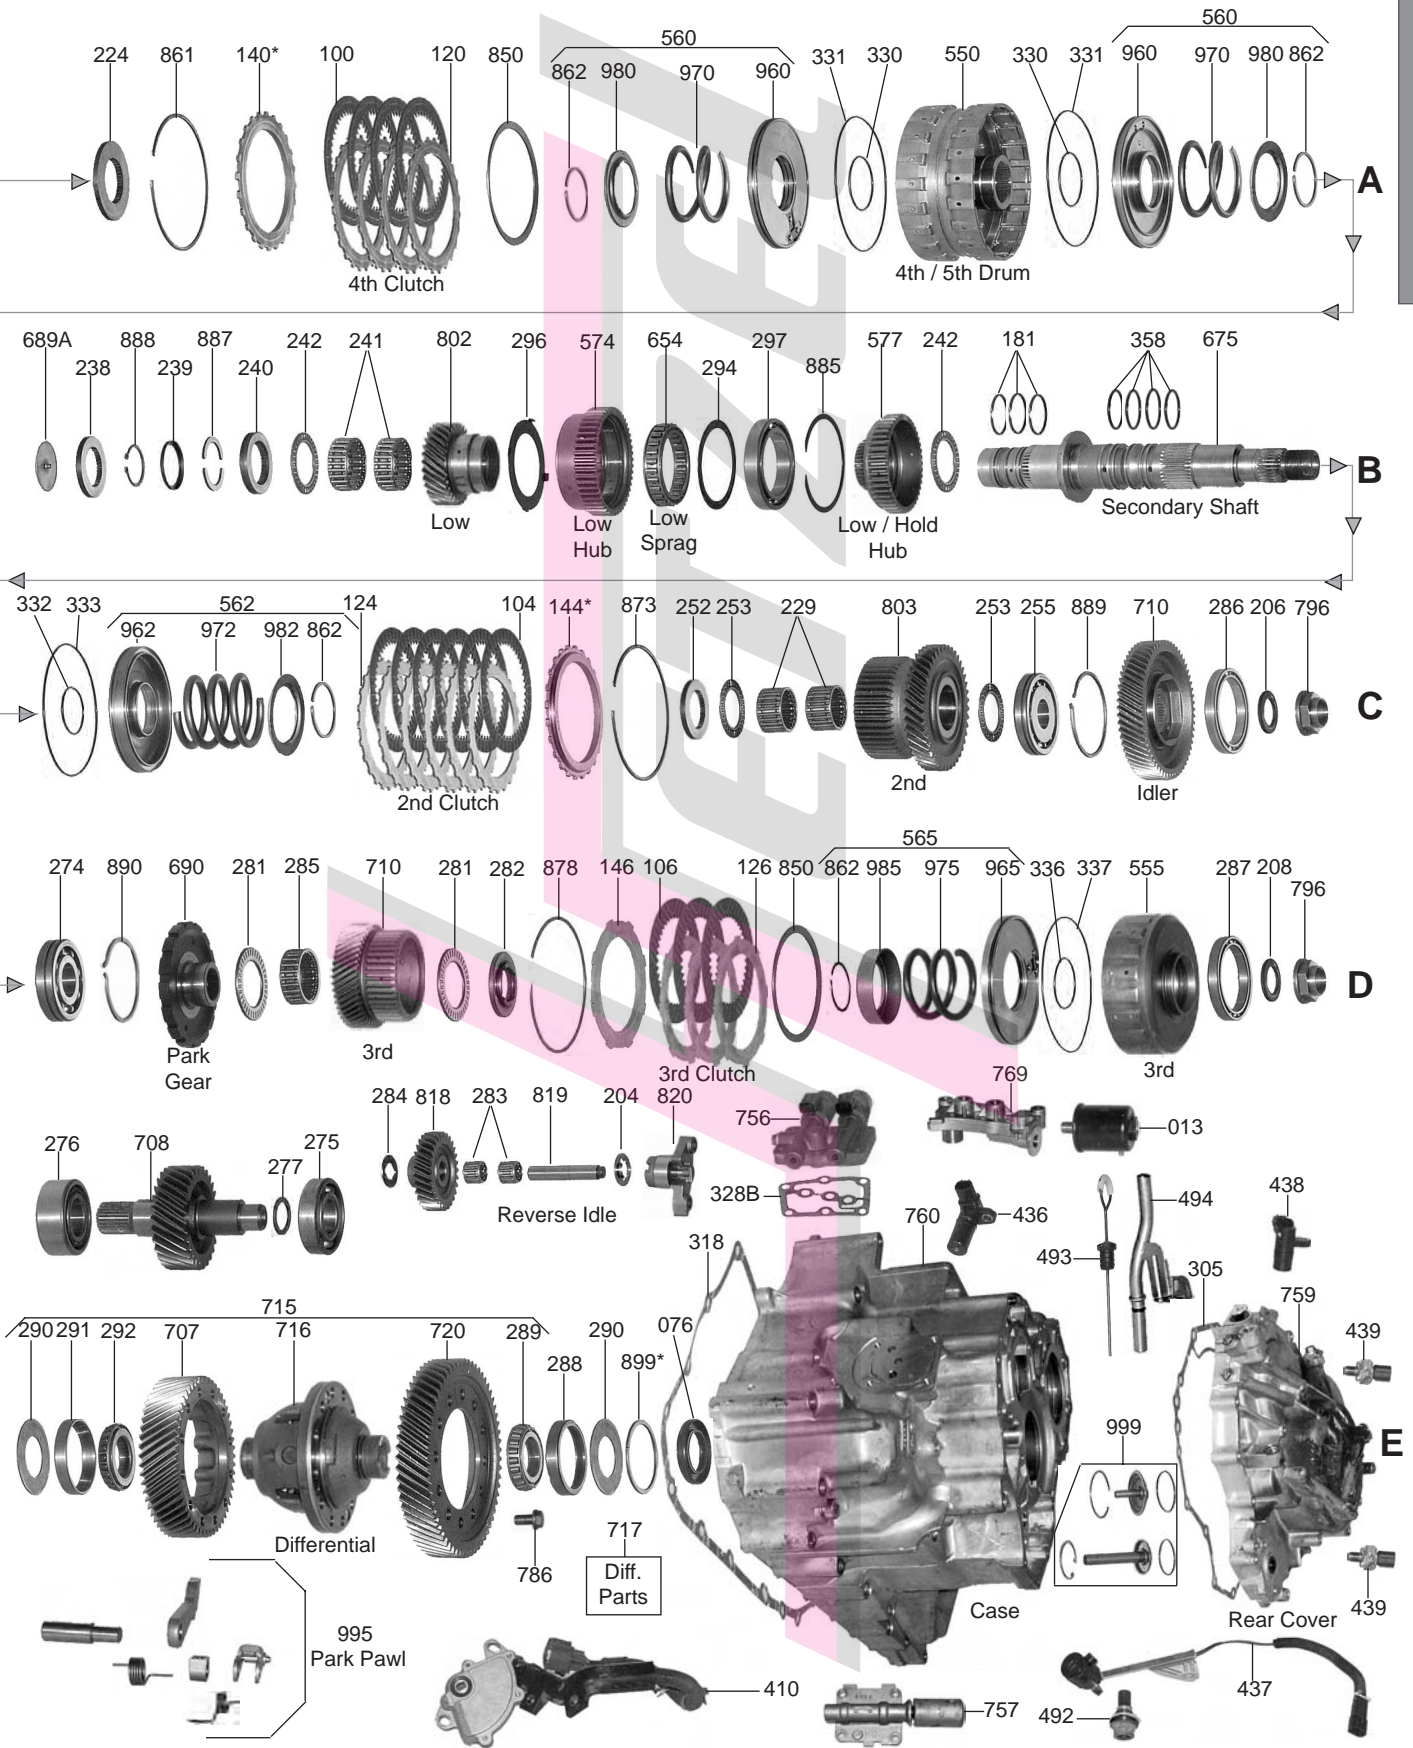 560
560
224 861 140* 100 120 850 862 980 970 960 331 330 550 330 331 960 970 980 862
A
4th Clutch
4th / 5th Drum
689A 888 887 242 241 802 296 574 654 297 577 242 181 358 675
238 239 240 294 885
B
Low
Low
Hub
Low
Sprag
Low / Hold
Hub
Secondary Shaft
332 333 562 124 104 144* 873 252 253 229 803 253 255 889 710 286 206 796
962 972 982 862
C
2nd Clutch
2nd
Idler
565
274 890 690 281 285 710 281 282 878 146 106 126 850 862 985 975 965 336 337 555 287 208 796
D
Park
Gear
3rd
3rd Clutch
3rd
284 818 283 819 204 820 756 769 013
276 708 277 275
Reverse Idle
328B 436 494 438
318 760 493 305
715
290 291 292 707 716 720 289 288 290 899* 076 759 439
999
E
Differential
786
717
Diff.
Parts
Case
Rear Cover
439
995
Park Pawl
410
757
492
437
etzel